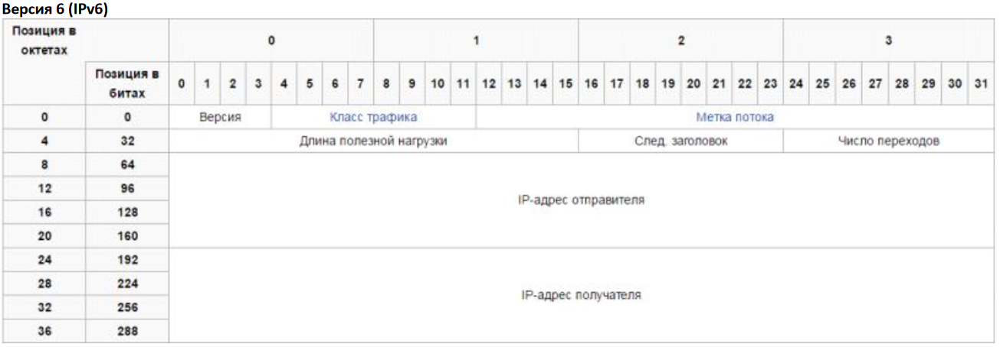 Версия 6 (IPv6)
Позиция в октетах 0 1 2 3
Позиция в битах 0 1 2 3 4 5 6 7 8 9 10 11 12 13 14 15 16 17 18 19 20 21 22 23 24 25 26 27 28 29 30 31
0 0 Версия Класс трафика Метка потока
4 32 Длина полезной нагрузки След. заголовок Число переходов
8 64
12 96
IP-адрес отправителя
16 128
20 160
24 192
28 224
IP-адрес получателя
32 256
36 288